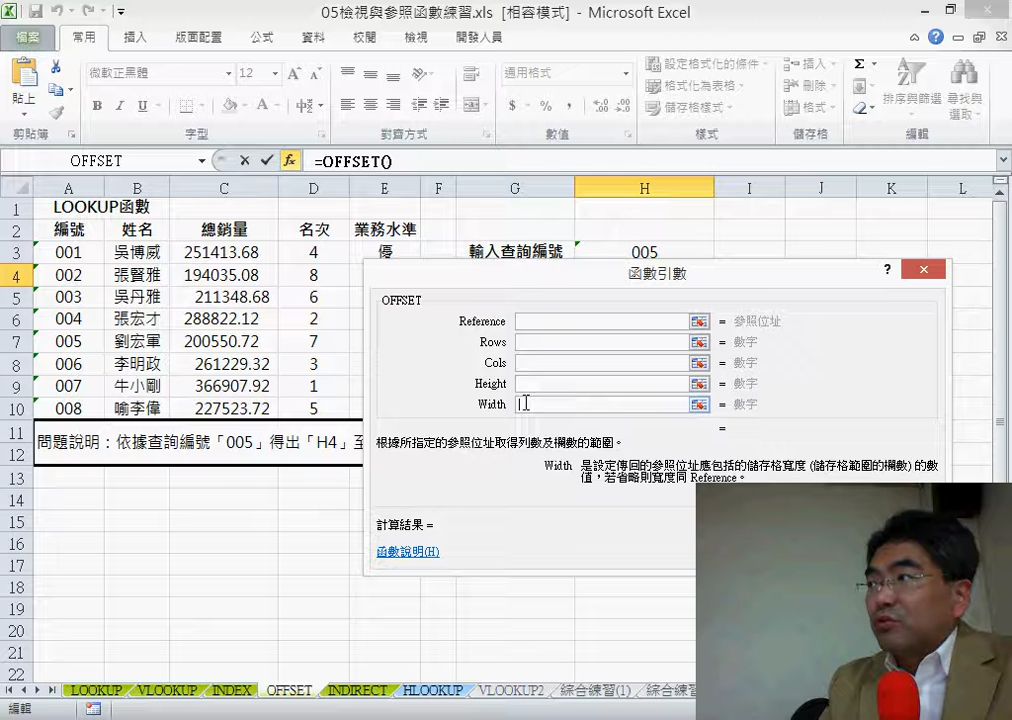 05檢視與參照函數練習.xls [相容模式] - Microsoft Excel
檔案 常用 插入 版面配置 公式 資料 校閱 檢視 開發人員
微軟正黑體 12 通用格式 設定格式化的條件 插入
貼上 B I U 中 $ % , 格式化為表格 刪除 排序與篩選 尋找與選取
儲存格樣式 格式
剪貼簿 字型 對齊方式 數值 樣式 儲存格 編輯
OFFSET fx =OFFSET()
A B C D E F G H I J K L
1 LOOKUP函數
2 編號 姓名 總銷量 名次 業務水準
3 001 吳博威 251413.68 4 優 輸入查詢編號 005
4 002 張賢雅 194035.08 8
5 003 吳丹雅 211348.68 6
6 004 張宏才 288822.12 2
7 005 劉宏軍 200550.72 7
8 006 李明政 261229.32 3
9 007 牛小剛 366907.92 1
10 008 喻李偉 227523.72 5
11
問題說明：依據查詢編號「005」得出「H4」至
12
13
14
15
16
17
18
19
20
21
22
函數引數 ?
OFFSET
Reference = 參照位址
Rows = 數字
Cols = 數字
Height = 數字
Width = 數字
=
根據所指定的參照位址取得列數及欄數的範圍。
Width 是設定傳回的參照位址應包括的儲存格寬度 (儲存格範圍的欄數) 的數
值，若省略則寬度同 Reference。
計算結果 =
函數說明(H)
LOOKUP VLOOKUP INDEX OFFSET INDIRECT HLOOKUP VLOOKUP2 綜合練習(1) 綜合練
編輯